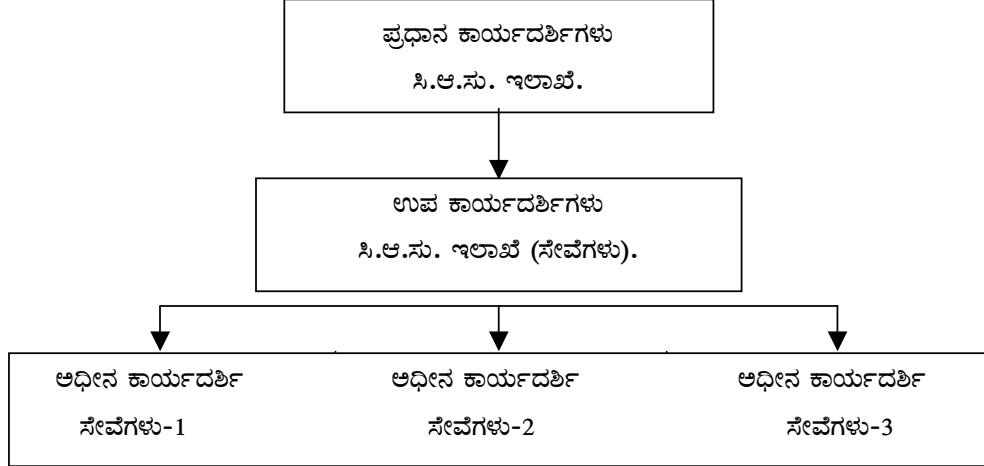 ಪ್ರಧಾನ ಕಾರ್ಯದರ್ಶಿಗಳು
ಸಿ.ಆ.ಸು. ಇಲಾಖೆ.
ಉಪ ಕಾರ್ಯದರ್ಶಿಗಳು
ಸಿ.ಆ.ಸು. ಇಲಾಖೆ (ಸೇವೆಗಳು).
ಅಧೀನ ಕಾರ್ಯದರ್ಶಿ
ಸೇವೆಗಳು-1
ಅಧೀನ ಕಾರ್ಯದರ್ಶಿ
ಸೇವೆಗಳು-2
ಅಧೀನ ಕಾರ್ಯದರ್ಶಿ
ಸೇವೆಗಳು-3